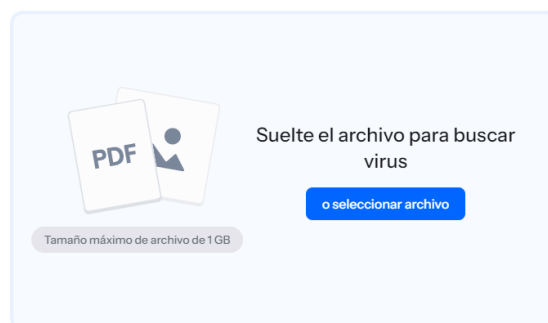 PDF
Suelte el archivo para buscar
virus
o seleccionar archivo
Tamaño máximo de archivo de 1 GB